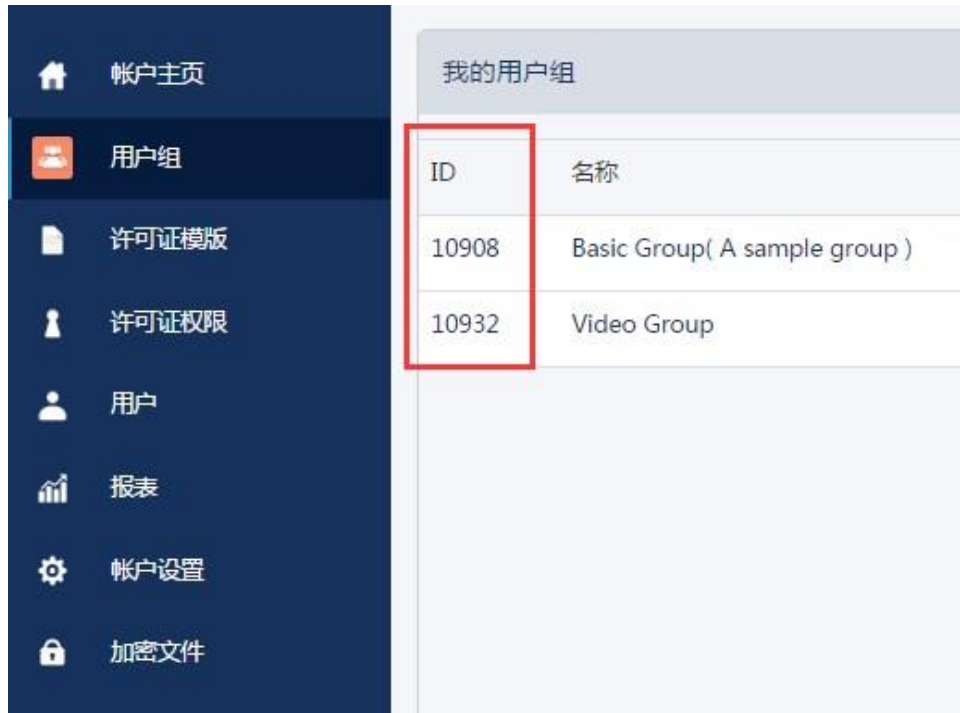 帐户主页
用户组
许可证模版
许可证权限
用户
报表
帐户设置
加密文件
我的用户组
ID 名称
10908 Basic Group( A sample group )
10932 Video Group